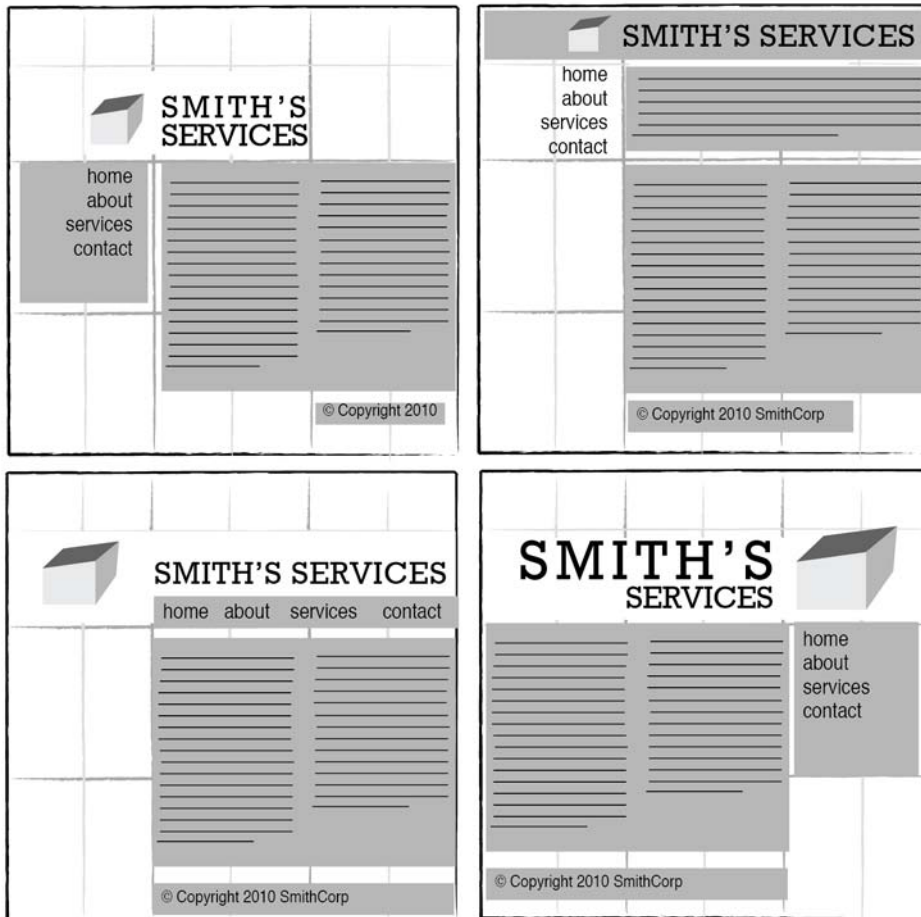 SMITH'S
SERVICES
home
about
services
contact
© Copyright 2010
SMITH'S SERVICES
home
about
services
contact
© Copyright 2010 SmithCorp
SMITH'S SERVICES
home about services contact
© Copyright 2010 SmithCorp
SMITH'S
SERVICES
home
about
services
contact
© Copyright 2010 SmithCorp